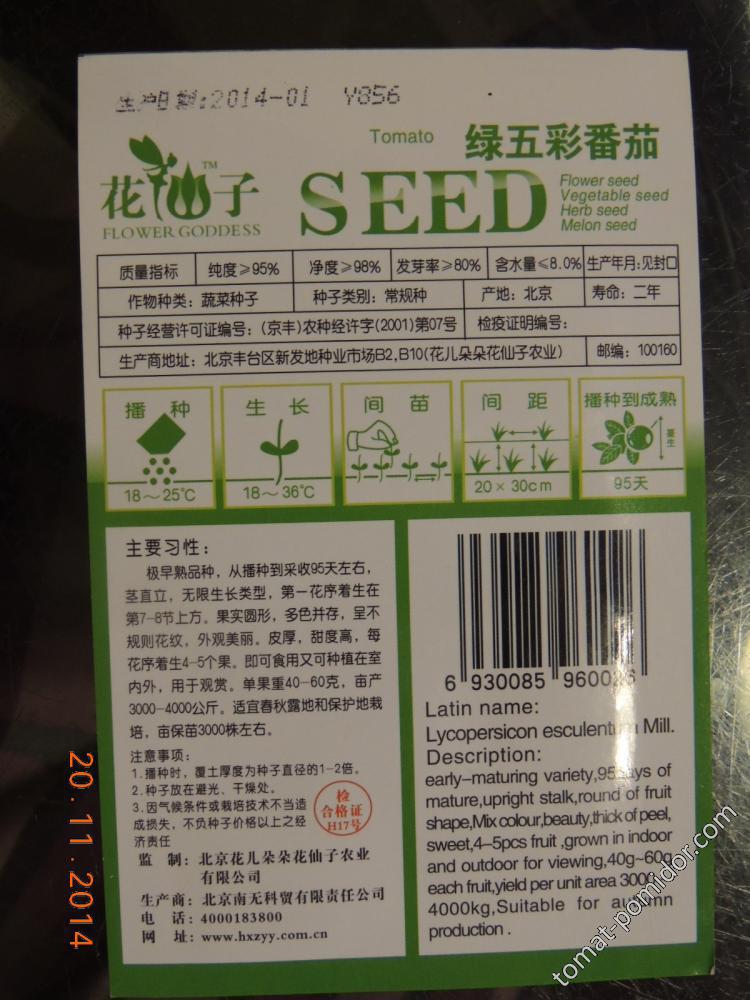 生产日期:2014-01 Y856
Tomato 绿五彩番茄
花仙子 TM
FLOWER GODDESS
SEED
Flower seed
Vegetable seed
Herb seed
Melon seed
质量指标 纯度≥95% 净度≥98% 发芽率≥80% 含水量≤8.0% 生产年月:见封口
作物种类: 蔬菜种子 种子类别: 常规种 产地: 北京 寿命: 二年
种子经营许可证编号: (京丰)农种经许字(2001)第07号 检疫证明编号:
生产商地址: 北京丰台区新发地种业市场B2,B10(花儿朵朵花仙子农业) 邮编: 100160
播种 生长 间苗 间距 播种到成熟
18～25℃ 18～36℃ 20×30cm 95天
主要习性:
极早熟品种，从播种到采收95天左右，
茎直立，无限生长类型，第一花序着生在
第7-8节上方。果实圆形，多色并存，呈不
规则花纹，外观美丽。皮厚，甜度高，每
花序着生4-5个果。即可食用又可种植在室
内外，用于观赏。单果重40-60克，亩产
3000-4000公斤。适宜春秋露地和保护地栽
培，亩保苗3000株左右。
注意事项:
1.播种时，覆土厚度为种子直径的1-2倍。
2.种子放在避光、干燥处。
3.因气候条件或栽培技术不当造
成损失，不负种子价格以上之经
济责任
检
合格证
H17号
监 制: 北京花儿朵朵花仙子农业
有限公司
生产商: 北京南无科贸有限责任公司
电 话: 4000183800
网 址: www.hxzyy.com.cn
6 930085 960026
Latin name:
Lycopersicon esculentum Mill.
Description:
early-maturing variety,95days of
mature,upright stalk,round of fruit
shape,Mix colour,beauty,thick of peel,
sweet,4-5pcs fruit ,grown in indoor
and outdoor for viewing,40g~60g
each fruit,yield per unit area 3000-
4000kg,Suitable for autumn
production .
20.11.2014
tomat-pomidor.com